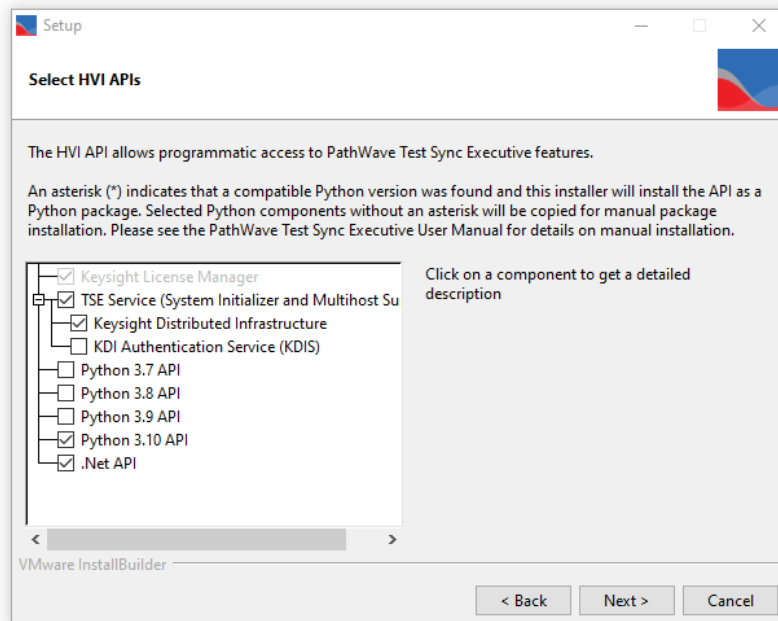 Setup
Select HVI APIs
The HVI API allows programmatic access to PathWave Test Sync Executive features.
An asterisk (*) indicates that a compatible Python version was found and this installer will install the API as a
Python package. Selected Python components without an asterisk will be copied for manual package
installation. Please see the PathWave Test Sync Executive User Manual for details on manual installation.
Keysight License Manager
TSE Service (System Initializer and Multihost Su
Keysight Distributed Infrastructure
KDI Authentication Service (KDIS)
Python 3.7 API
Python 3.8 API
Python 3.9 API
Python 3.10 API
.Net API
Click on a component to get a detailed
description
VMware InstallBuilder
< Back
Next >
Cancel